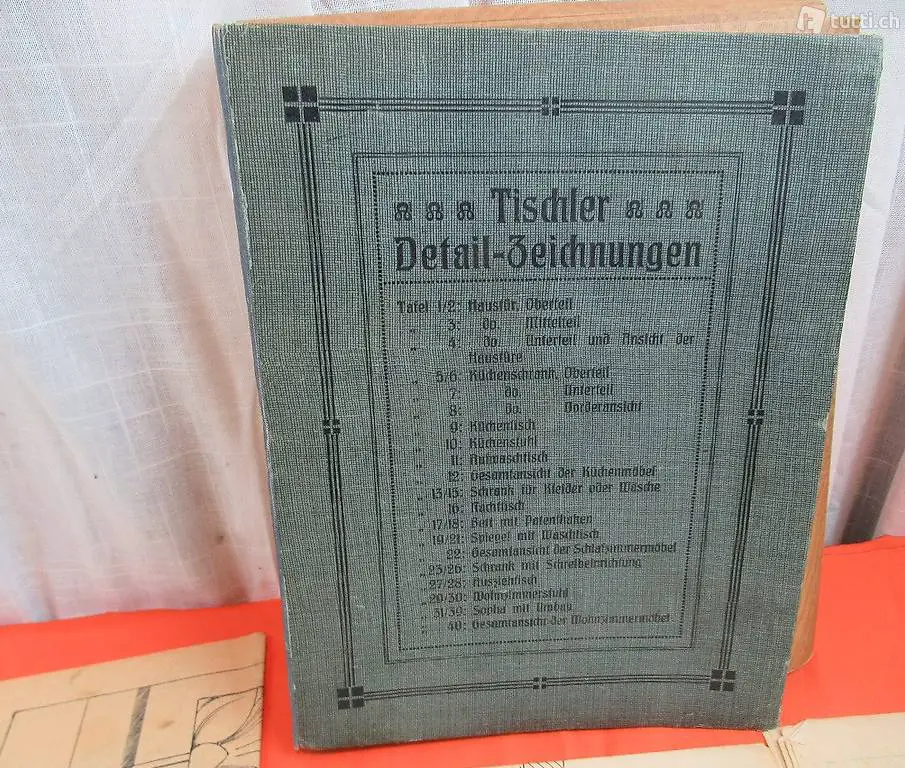 tutti.ch
Tischler
Detail-Zeichnungen
Tafel 1/2: Haustür, Oberteil
„ 3: do. Mittelteil
„ 4: do. Unterteil und Ansicht der
Haustüre
„ 5/6: Küchenschrank, Oberteil
„ 7: do. Unterteil
„ 8: do. Vorderansicht
„ 9: Küchentisch
„ 10: Küchenstuhl
„ 11: Aufwaschtisch
„ 12: Gesamtansicht der Küchenmöbel
„ 13/15: Schrank für Kleider oder Wäsche
„ 16: Nachtisch
„ 17/18: Bett mit Patenthaken
„ 19/21: Spiegel mit Waschtisch
„ 22: Gesamtansicht der Schlafzimmermöbel
„ 23/26: Schrank mit Schreibeinrichtung
„ 27/28: Ausziehtisch
„ 29/30: Wohnzimmerstuhl
„ 31/39: Sopha mit Umbau
„ 40: Gesamtansicht der Wohnzimmermöbel